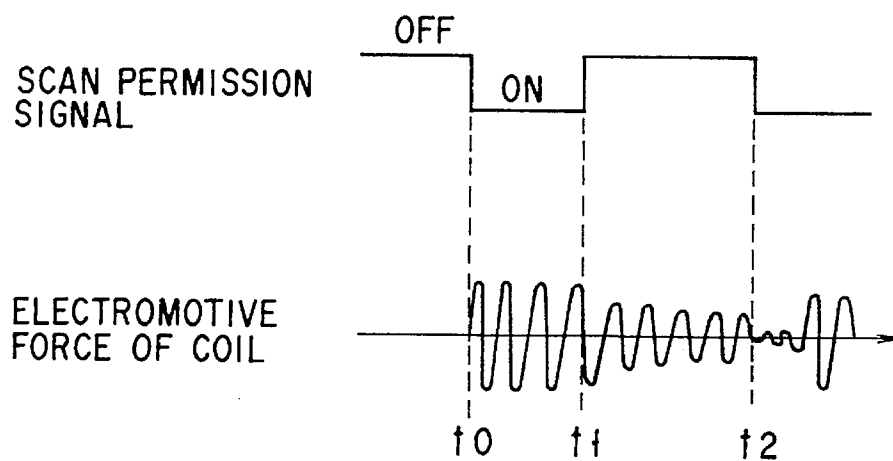 OFF
SCAN PERMISSION
SIGNAL
ON
ELECTROMOTIVE
FORCE OF COIL
t0
t1
t2